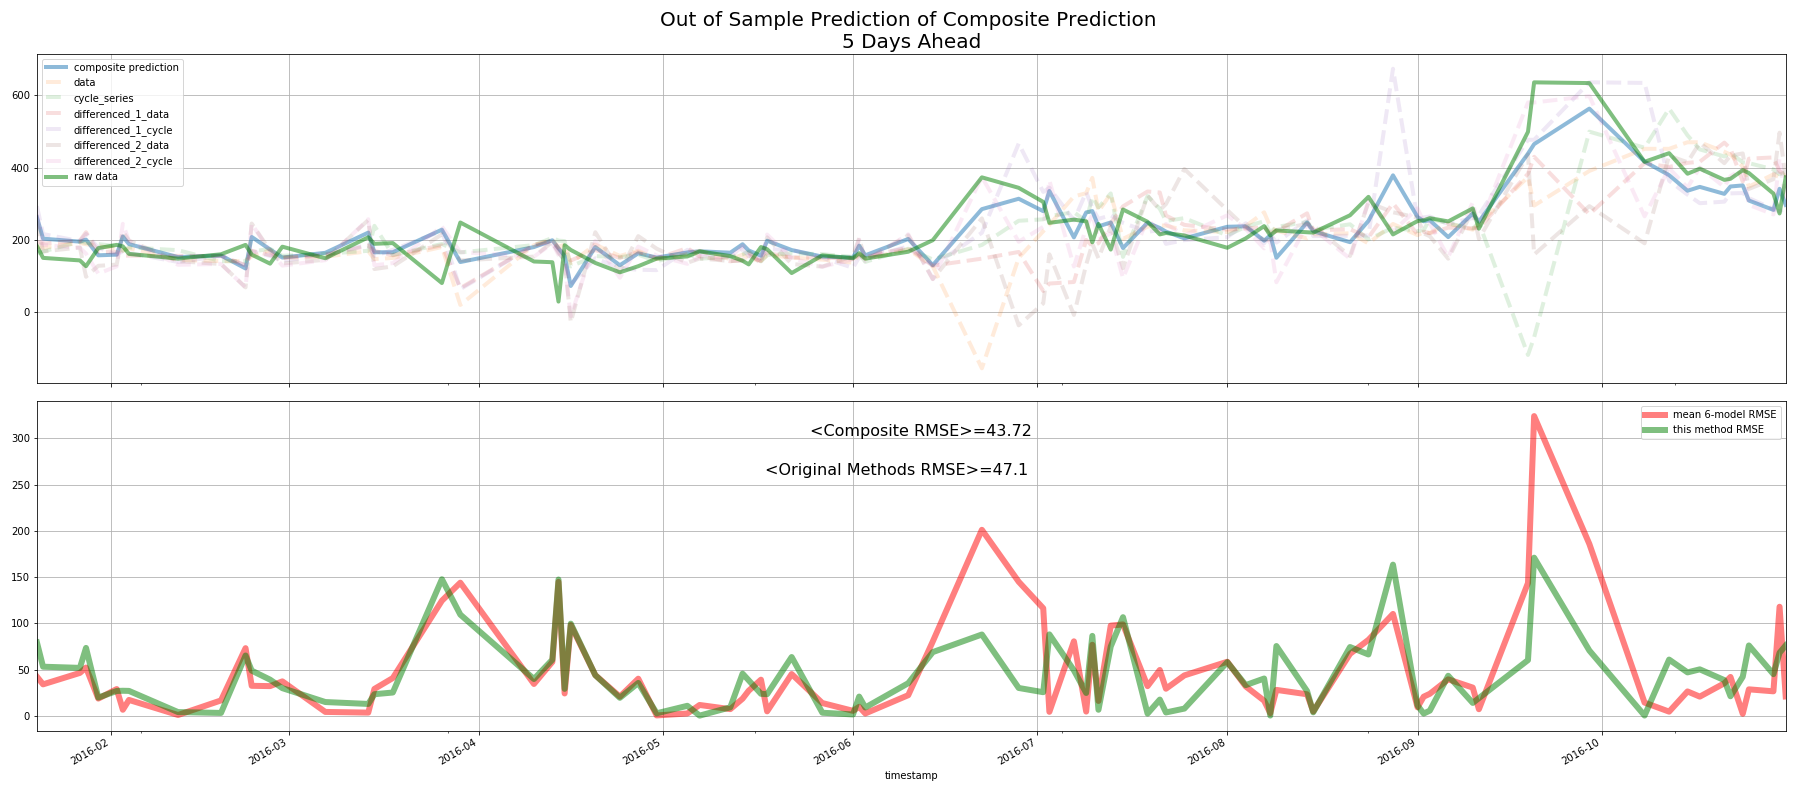 Out of Sample Prediction of Composite Prediction
5 Days Ahead
composite prediction
data
cycle_series
differenced_1_data
differenced_1_cycle
differenced_2_data
differenced_2_cycle
raw data
600
400
200
0
<Composite RMSE>=43.72
<Original Methods RMSE>=47.1
mean 6-model RMSE
this method RMSE
300
250
200
150
100
50
0
2016-02
2016-03
2016-04
2016-05
2016-06
2016-07
2016-08
2016-09
2016-10
timestamp